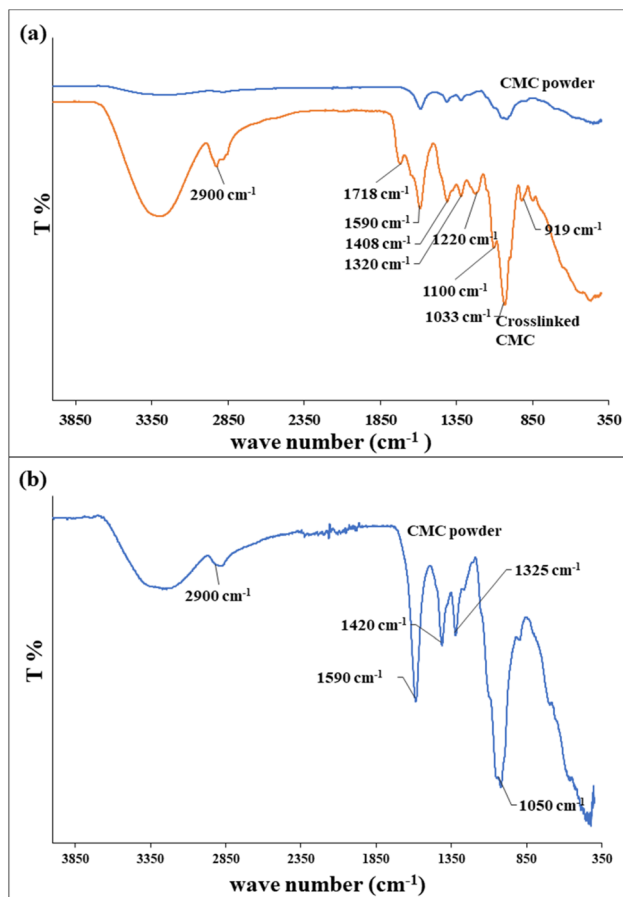 (a)
CMC powder
2900 cm-1
1718 cm-1
1590 cm-1
1408 cm-1
1320 cm-1
1220 cm-1
919 cm-1
1100 cm-1
1033 cm-1
Crosslinked
CMC
T %
3850 3350 2850 2350 1850 1350 850 350
wave number (cm-1 )
(b)
CMC powder
2900 cm-1
1325 cm-1
1420 cm-1
1590 cm-1
1050 cm-1
T %
3850 3350 2850 2350 1850 1350 850 350
wave number (cm-1)